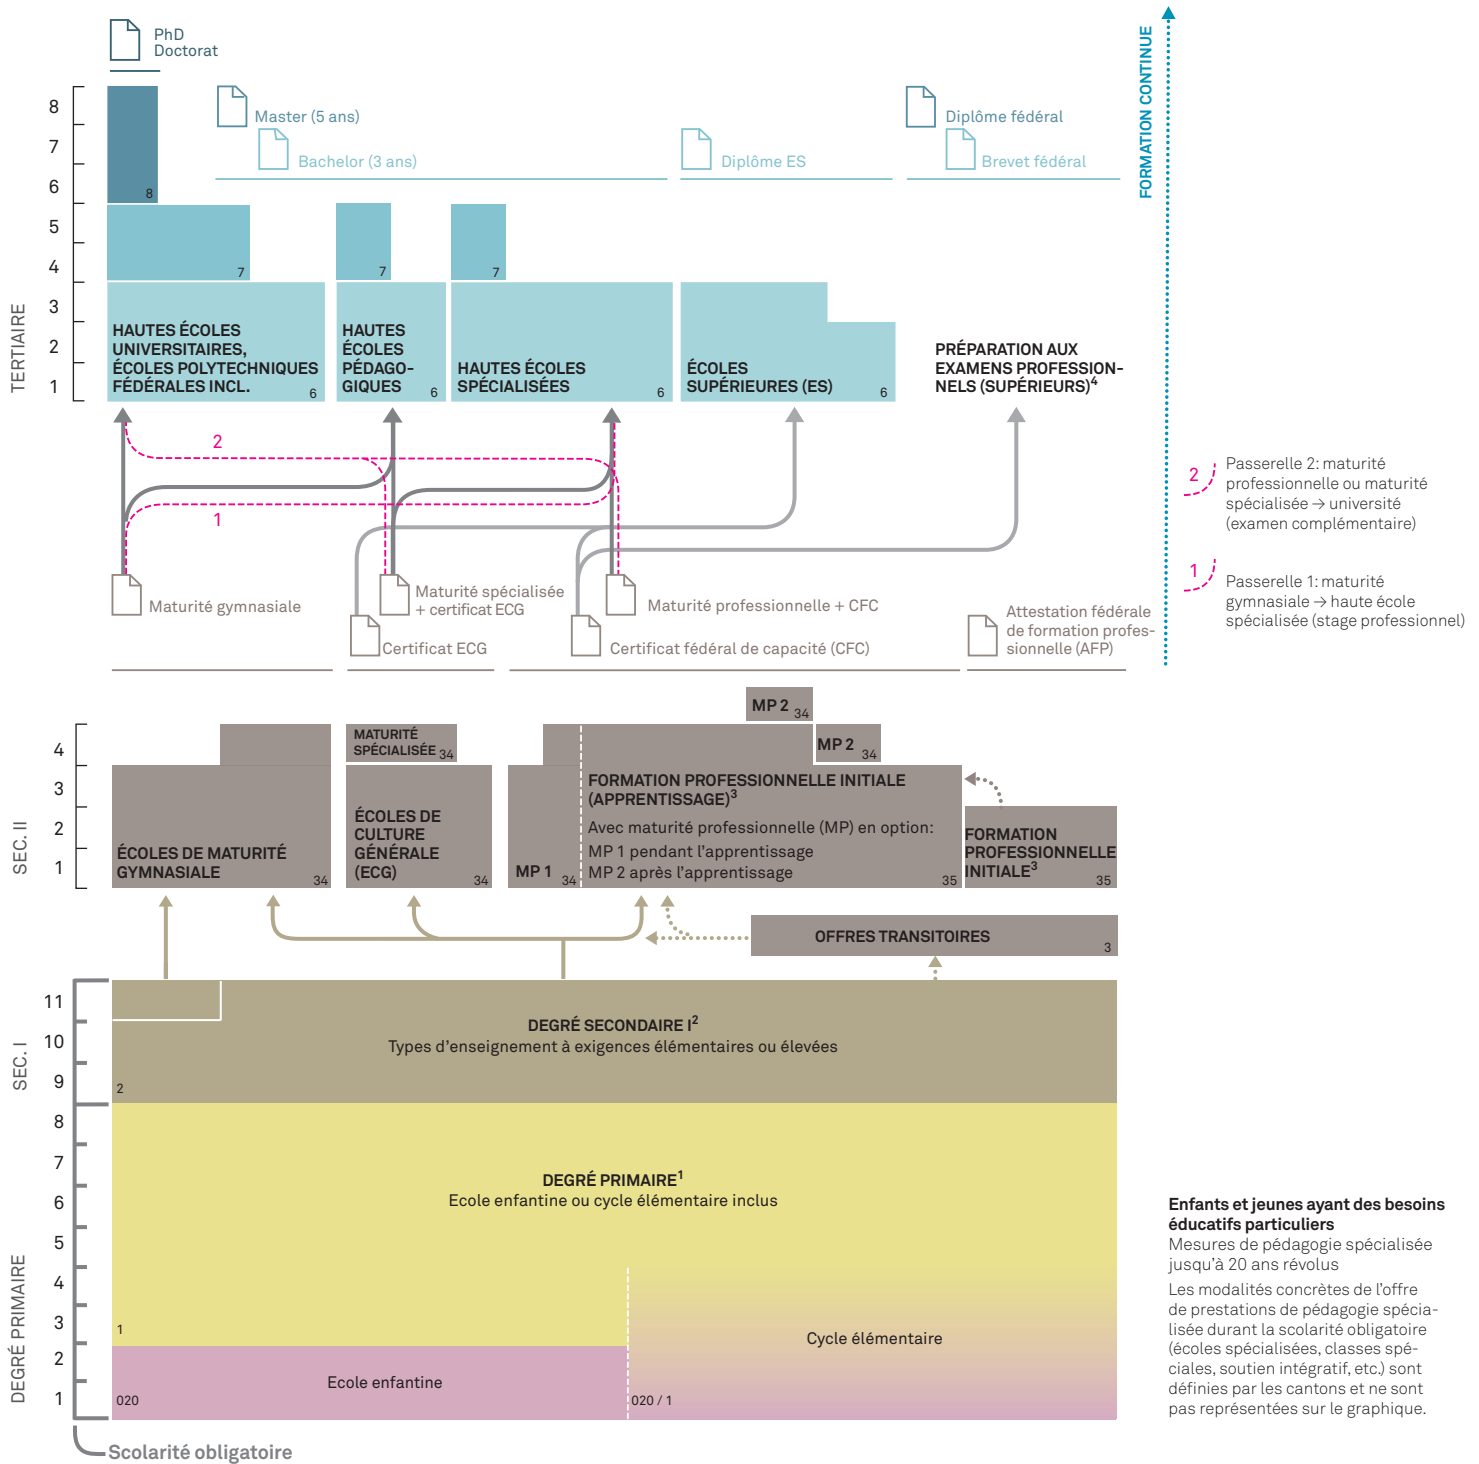 PhD
Doctorat
FORMATION CONTINUE
Master (5 ans)
Bachelor (3 ans)
Diplôme ES
Diplôme fédéral
Brevet fédéral
TERTIAIRE
8
7
6
5
4
3
2
1
8
7
7
7
HAUTES ÉCOLES
UNIVERSITAIRES,
ÉCOLES POLYTECHNIQUES
FÉDÉRALES INCL.
6
HAUTES
ÉCOLES
PÉDAGO-
GIQUES
6
HAUTES ÉCOLES
SPÉCIALISÉES
6
ÉCOLES
SUPÉRIEURES (ES)
6
PRÉPARATION AUX
EXAMENS PROFESSION-
NELS (SUPÉRIEURS)4
2
1
2
Passerelle 2: maturité
professionnelle ou maturité
spécialisée → université
(examen complémentaire)
1
Passerelle 1: maturité
gymnasiale → haute école
spécialisée (stage professionnel)
Maturité gymnasiale
Maturité spécialisée
+ certificat ECG
Certificat ECG
Maturité professionnelle + CFC
Certificat fédéral de capacité (CFC)
Attestation fédérale
de formation profes-
sionnelle (AFP)
SEC. II
4
3
2
1
ÉCOLES DE MATURITÉ
GYMNASIALE
34
MATURITÉ
SPÉCIALISÉE 34
ÉCOLES DE
CULTURE
GÉNÉRALE
(ECG)
34
MP 1 34
MP 2 34
MP 2 34
FORMATION PROFESSIONNELLE INITIALE
(APPRENTISSAGE)3
Avec maturité professionnelle (MP) en option:
MP 1 pendant l'apprentissage
MP 2 après l'apprentissage
35
FORMATION
PROFESSIONNELLE
INITIALE3
35
OFFRES TRANSITOIRES
3
SEC. I
11
10
9
DEGRÉ SECONDAIRE I2
Types d'enseignement à exigences élémentaires ou élevées
2
DEGRÉ PRIMAIRE
8
7
6
5
4
3
2
1
DEGRÉ PRIMAIRE1
Ecole enfantine ou cycle élémentaire inclus
1
Cycle élémentaire
Ecole enfantine
020
020 / 1
Scolarité obligatoire
Enfants et jeunes ayant des besoins
éducatifs particuliers
Mesures de pédagogie spécialisée
jusqu'à 20 ans révolus
Les modalités concrètes de l'offre
de prestations de pédagogie spécia-
lisée durant la scolarité obligatoire
(écoles spécialisées, classes spé-
ciales, soutien intégratif, etc.) sont
définies par les cantons et ne sont
pas représentées sur le graphique.